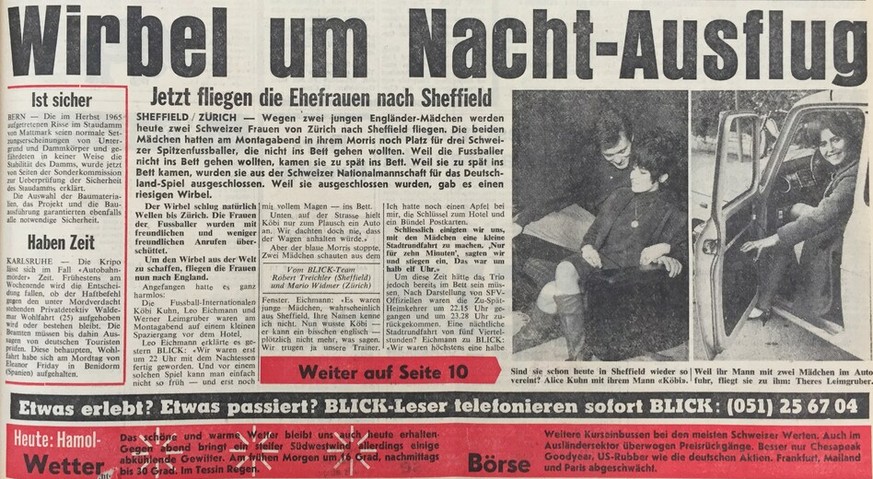 Wirbel um Nacht-Ausflug
Ist sicher
BERN — Die im Herbst 1965
aufgetretenen Risse im Staudamm
von Mattmark seien normale Set-
zungserscheinungen von Unter-
grund und Dammkörper und ge-
fährdeten in keiner Weise die
Stabilität des Damms, wurde jetzt
von Seiten der Sonderkommission
zur Ueberprüfung der Sicherheit
des Staudamms erklärt.
Die Auswahl der Baumateria-
lien, das Projekt und die Bau-
ausführung garantierten ebenfalls
alle notwendige Sicherheit.
Haben Zeit
KARLSRUHE — Die Kripo
lässt sich im Fall «Autobahn-
mörder» Zeit. Frühestens am
Wochenende wird die Entscheidung
fallen, ob der Haftbefehl
gegen den unter Mordverdacht
stehenden Privatdetektiv Walde-
mar Wohlfahrt (25) aufgehoben
wird oder bestehen bleibt. Die
Beamten müssen bis dahin Aus-
sagen von deutschen Touristen
prüfen. Diese behaupten, Wohl-
fahrt habe sich am Mordtag von
Eleanor Friday in Benidorm
(Spanien) aufgehalten.
Jetzt fliegen die Ehefrauen nach Sheffield
SHEFFIELD/ZÜRICH — Wegen zwei jungen Engländer-Mädchen werden
heute zwei Schweizer Frauen von Zürich nach Sheffield fliegen. Die beiden
Mädchen hatten am Montagabend in ihrem Morris noch Platz für drei Schwei-
zer Spitzenfussballer, die nicht ins Bett gehen wollten. Weil die Fussballer
nicht ins Bett gehen wollten, kamen sie zu spät ins Bett. Weil sie zu spät ins
Bett kamen, wurden sie aus der Schweizer Nationalmannschaft für das Deutsch-
land-Spiel ausgeschlossen. Weil sie ausgeschlossen wurden, gab es einen
riesigen Wirbel.
Der Wirbel schlug natürlich
Wellen bis Zürich. Die Frauen
der Fussballer wurden mit
freundlichen und weniger
freundlichen Anrufen über-
schüttet.
Um den Wirbel aus der Welt
zu schaffen, fliegen die Frauen
nun nach England.
Angefangen hatte es ganz
harmlos:
Die Fussball-Internationalen
Köbi Kuhn, Leo Eichmann und
Werner Leimgruber waren am
Montagabend auf einem kleinen
Spaziergang vor dem Hotel.
Leo Eichmann erklärte es ge-
stern BLICK: «Wir waren erst
um 22 Uhr mit dem Nachtessen
fertig geworden. Und vor einem
solchen Spiel kann man einfach
nicht so früh — und erst noch
mit vollem Magen — ins Bett.
Unten auf der Strasse hielt
Köbi nur zum Plausch ein Auto
an. Wir dachten doch nie, dass
der Wagen anhalten würde.»
Aber der blaue Morris stoppte.
Zwei Mädchen schauten aus dem
Vom BLICK-Team
Robert Treichler (Sheffield)
und Mario Widmer (Zürich)
Fenster. Eichmann: «Es waren
junge Mädchen, wahrscheinlich
aus Sheffield, Ihre Namen kenne
ich nicht. Nun wusste Köbi —
er kann ein bisschen englisch —
plötzlich nicht mehr, was sagen.
Wir trugen ja unsere Trainer.
Ich hatte noch einen Apfel bei
mir, die Schlüssel zum Hotel und
ein Bündel Postkarten.
Schliesslich einigten wir uns,
mit den Mädchen eine kleine
Stadtrundfahrt zu machen. 'Nur
für zehn Minuten', sagten wir
und stiegen ein. Das war um
halb elf Uhr.»
Um diese Zeit hätte das Trio
jedoch bereits im Bett sein müs-
sen. Nach Darstellung von SFV-
Offiziellen waren die Zu-Spät-
Heimkehrer um 22.15 Uhr ge-
gangen und um 23.28 Uhr zu-
rückgekommen. Eine nächtliche
Stadtrundfahrt von fünf Viertel-
stunden? Eichmann zu BLICK:
«Wir waren höchstens eine halbe
Weiter auf Seite 10
Sind sie schon heute in Sheffield wieder so
vereint? Alice Kuhn mit ihrem Mann «Köbi».
Weil ihr Mann mit zwei Mädchen im Auto
fuhr, fliegt sie zu ihm: Theres Leimgruber.
Etwas erlebt? Etwas passiert? BLICK-Leser telefonieren sofort BLICK: (051) 25 67 04
Heute: Hamol-
Wetter
Das schöne und warme Wetter bleibt uns noch heute erhalten.
Gegen abend bringt ein steiler Südwestwind allerdings einige
abkühlende Gewitter. Am frühen Morgen um 16 Grad, nachmittags
bis 30 Grad. Im Tessin Regen.
Börse
Weitere Kurseinbussen bei den meisten Schweizer Werten. Auch im
Ausländersektor überwogen Preisrückgänge. Besser nur Chesapeak
Goodyear, US-Rubber wie die deutschen Aktien. Frankfurt, Mailand
und Paris abgeschwächt.